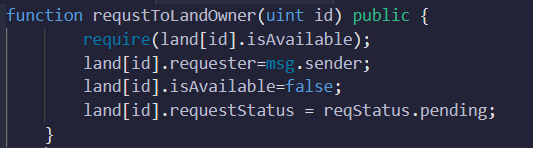 function requstToLandOwner(uint id) public {
require(land[id].isAvailable);
land[id].requester=msg.sender;
land[id].isAvailable=false;
land[id].requestStatus = reqStatus.pending;
}